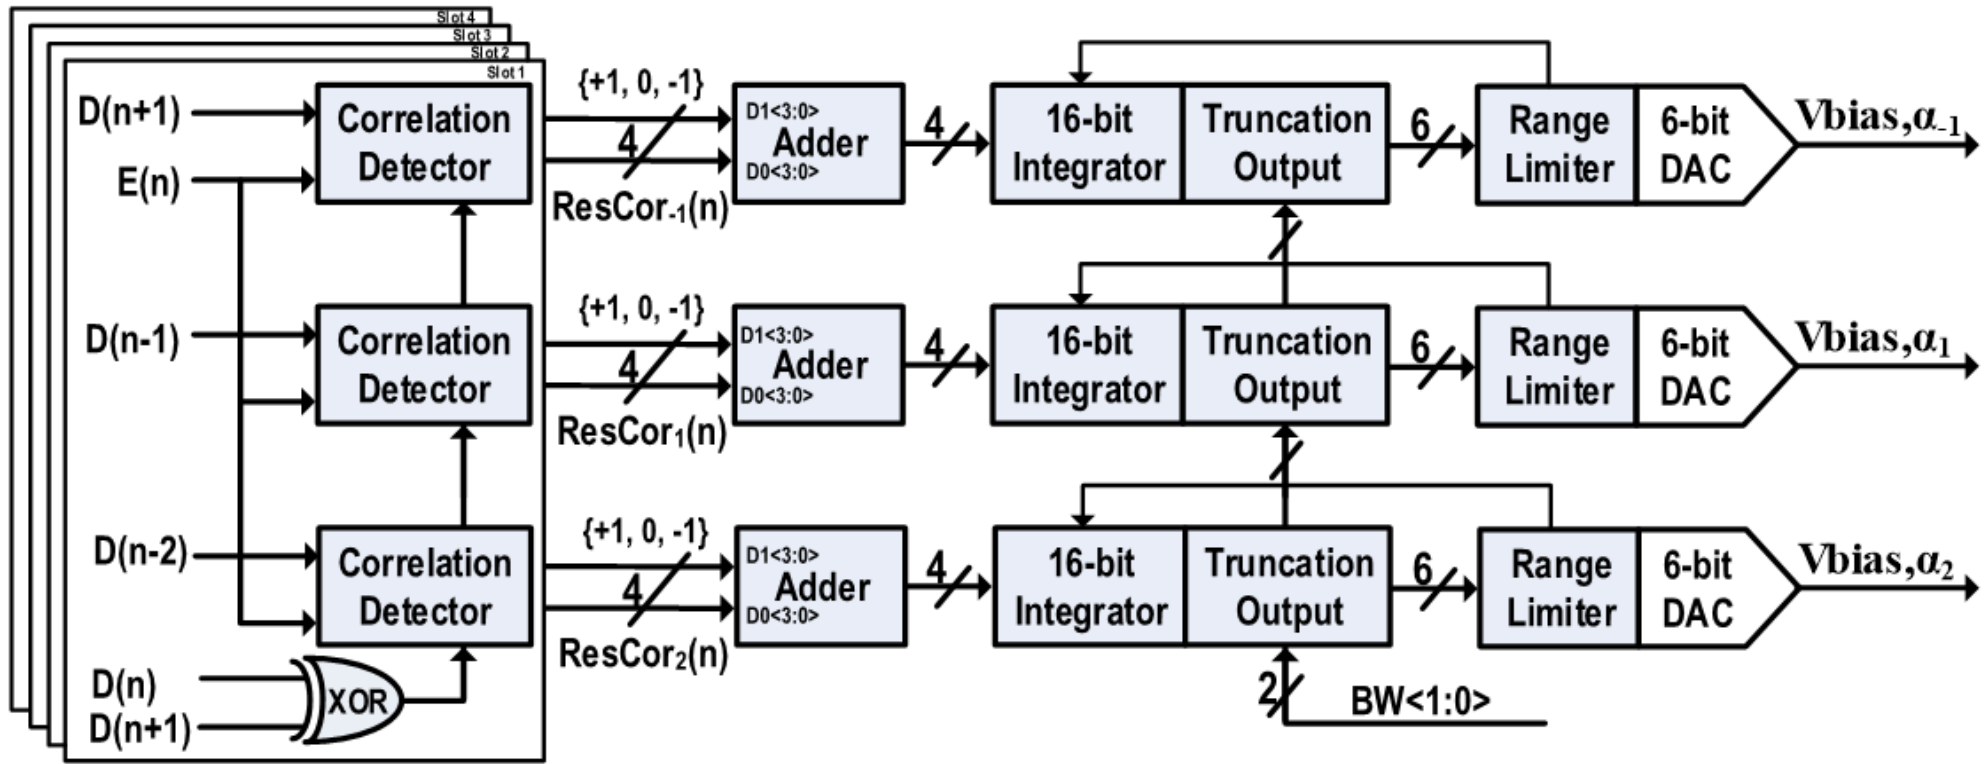 Slot 4
Slot 3
Slot 2
Slot 1
D(n+1)
E(n)
Correlation
Detector
{+1, 0, -1}
4
ResCor-1(n)
D1<3:0>
Adder
D0<3:0>
4
16-bit
Integrator
Truncation
Output
6
Range
Limiter
6-bit
DAC
Vbias,α-1
D(n-1)
Correlation
Detector
{+1, 0, -1}
4
ResCor1(n)
D1<3:0>
Adder
D0<3:0>
4
16-bit
Integrator
Truncation
Output
6
Range
Limiter
6-bit
DAC
Vbias,α1
D(n-2)
Correlation
Detector
{+1, 0, -1}
4
ResCor2(n)
D1<3:0>
Adder
D0<3:0>
4
16-bit
Integrator
Truncation
Output
6
Range
Limiter
6-bit
DAC
Vbias,α2
D(n)
D(n+1)
XOR
2
BW<1:0>